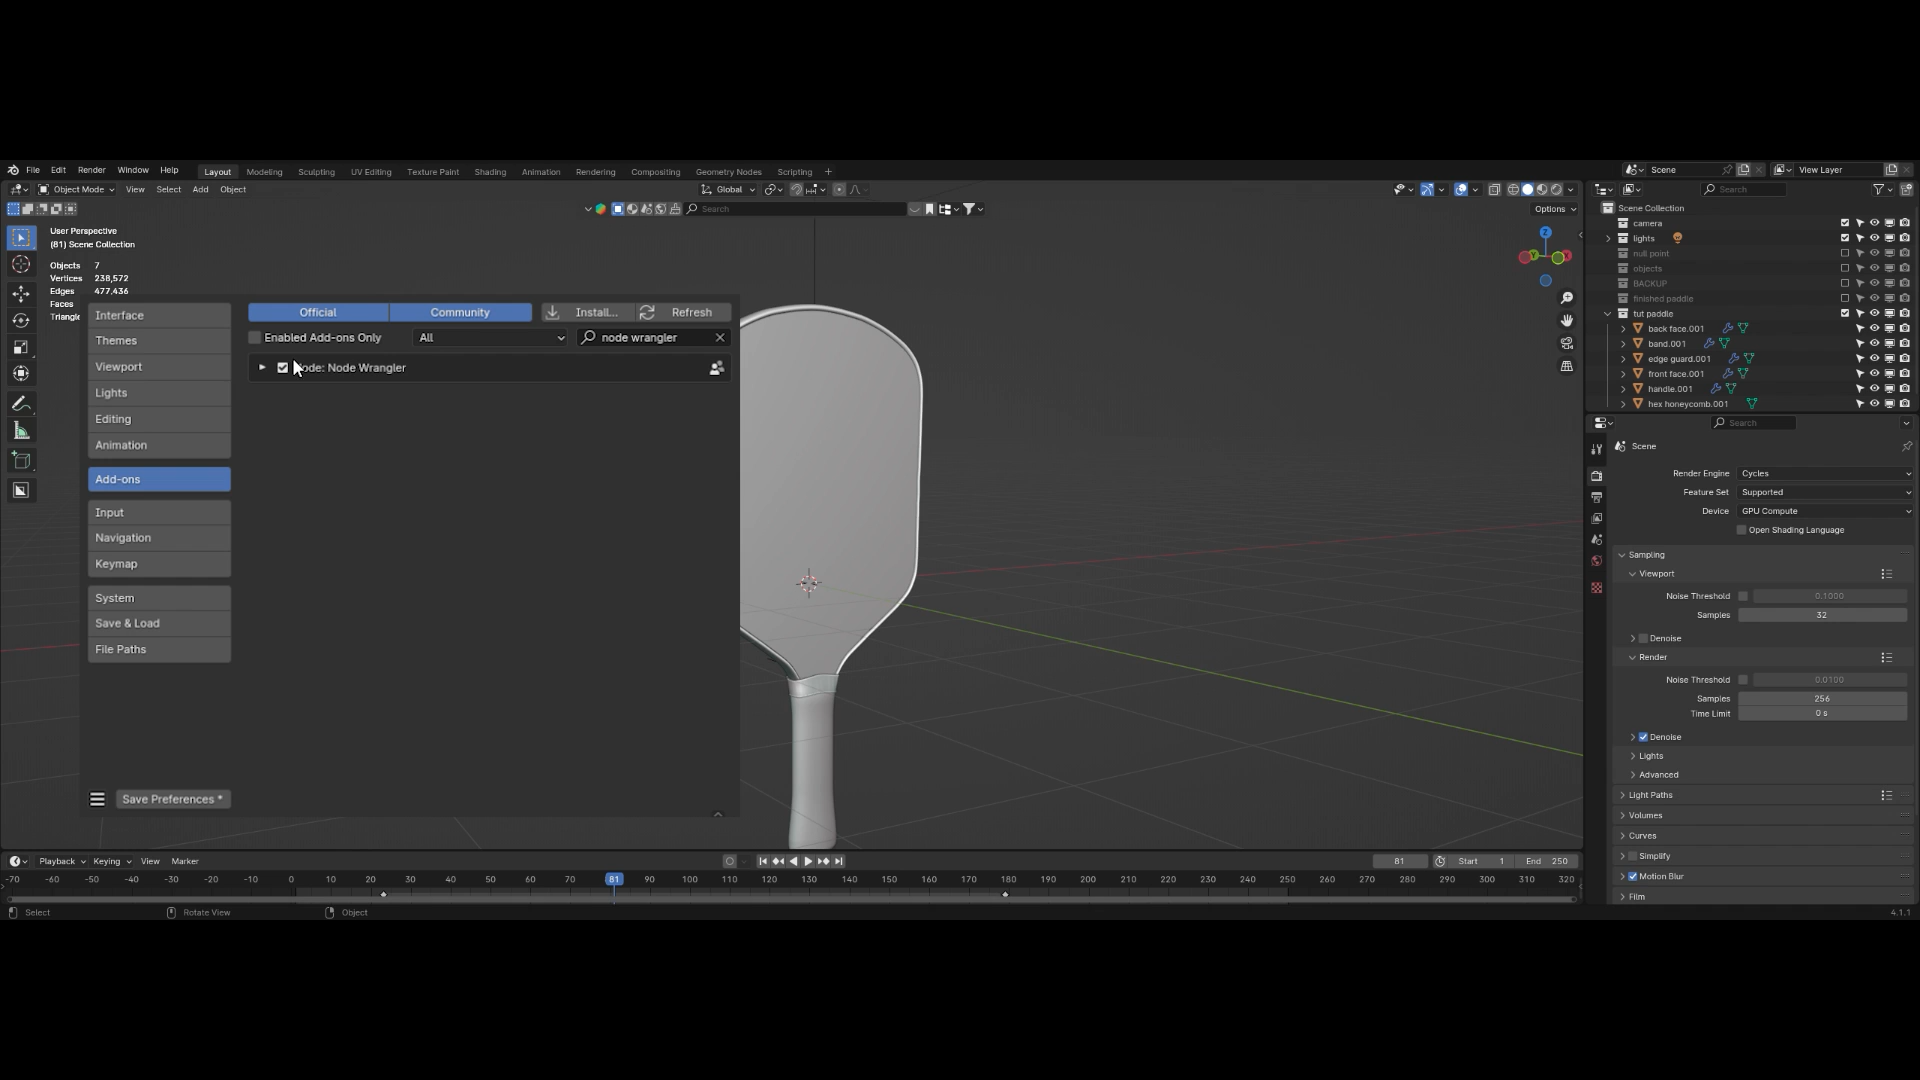 File Edit Render Window Help Layout Modeling Sculpting UV Editing Texture Paint Shading Animation Rendering Compositing Geometry Nodes Scripting + Scene View Layer
Object Mode View Select Add Object Global Search
Search Options
User Perspective
(81) Scene Collection
Objects 7
Vertices 238,572
Edges 477,436
Faces
Triangle
Interface
Themes
Viewport
Lights
Editing
Animation
Add-ons
Input
Navigation
Keymap
System
Save & Load
File Paths
Save Preferences *
Official Community Install... Refresh
Enabled Add-ons Only All node wrangler
Node Wrangler
Z
Y
Scene Collection
camera
lights
null point
objects
BACKUP
finished paddle
tut paddle
back face.001
band.001
edge guard.001
front face.001
handle.001
hex honeycomb.001
Search
Scene
Render Engine Cycles
Feature Set Supported
Device GPU Compute
Open Shading Language
Sampling
Viewport
Noise Threshold 0.1000
Samples 32
Denoise
Render
Noise Threshold 0.0100
Samples 256
Time Limit 0 s
Denoise
Lights
Advanced
Light Paths
Volumes
Curves
Simplify
Motion Blur
Film
Playback Keying View Marker 81 Start 1 End 250
-70 -60 -50 -40 -30 -20 -10 0 10 20 30 40 50 60 70 81 90 100 110 120 130 140 150 160 170 180 190 200 210 220 230 240 250 260 270 280 290 300 310 320
Select Rotate View Object 4.1.1